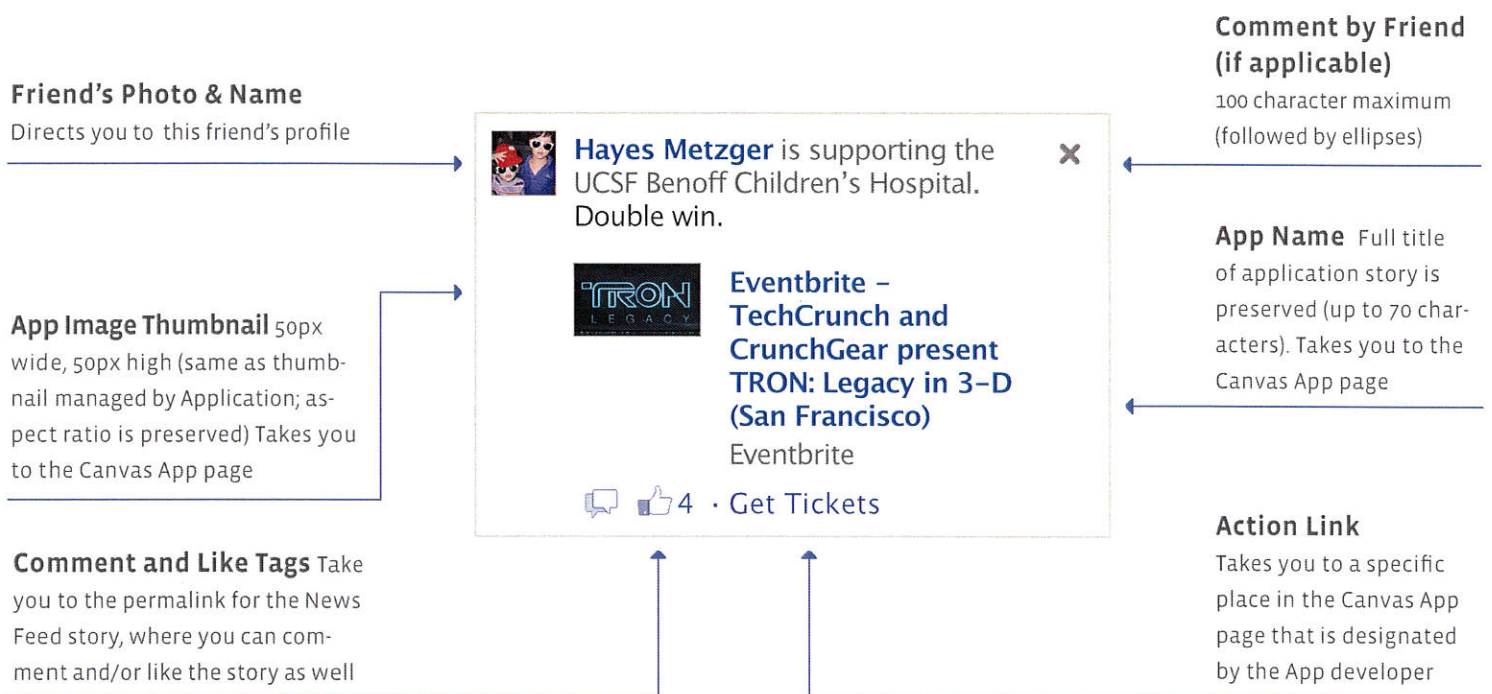 Friend's Photo & Name
Directs you to this friend's profile
App Image Thumbnail 50px
wide, 50px high (same as thumb-
nail managed by Application; as-
pect ratio is preserved) Takes you
to the Canvas App page
Comment and Like Tags Take
you to the permalink for the News
Feed story, where you can com-
ment and/or like the story as well
Hayes Metzger is supporting the
UCSF Benoff Children's Hospital.
Double win.
TRON
LEGACY
Eventbrite –
TechCrunch and
CrunchGear present
TRON: Legacy in 3-D
(San Francisco)
Eventbrite
4 · Get Tickets
Comment by Friend
(if applicable)
100 character maximum
(followed by ellipses)
App Name Full title
of application story is
preserved (up to 70 char-
acters). Takes you to the
Canvas App page
Action Link
Takes you to a specific
place in the Canvas App
page that is designated
by the App developer